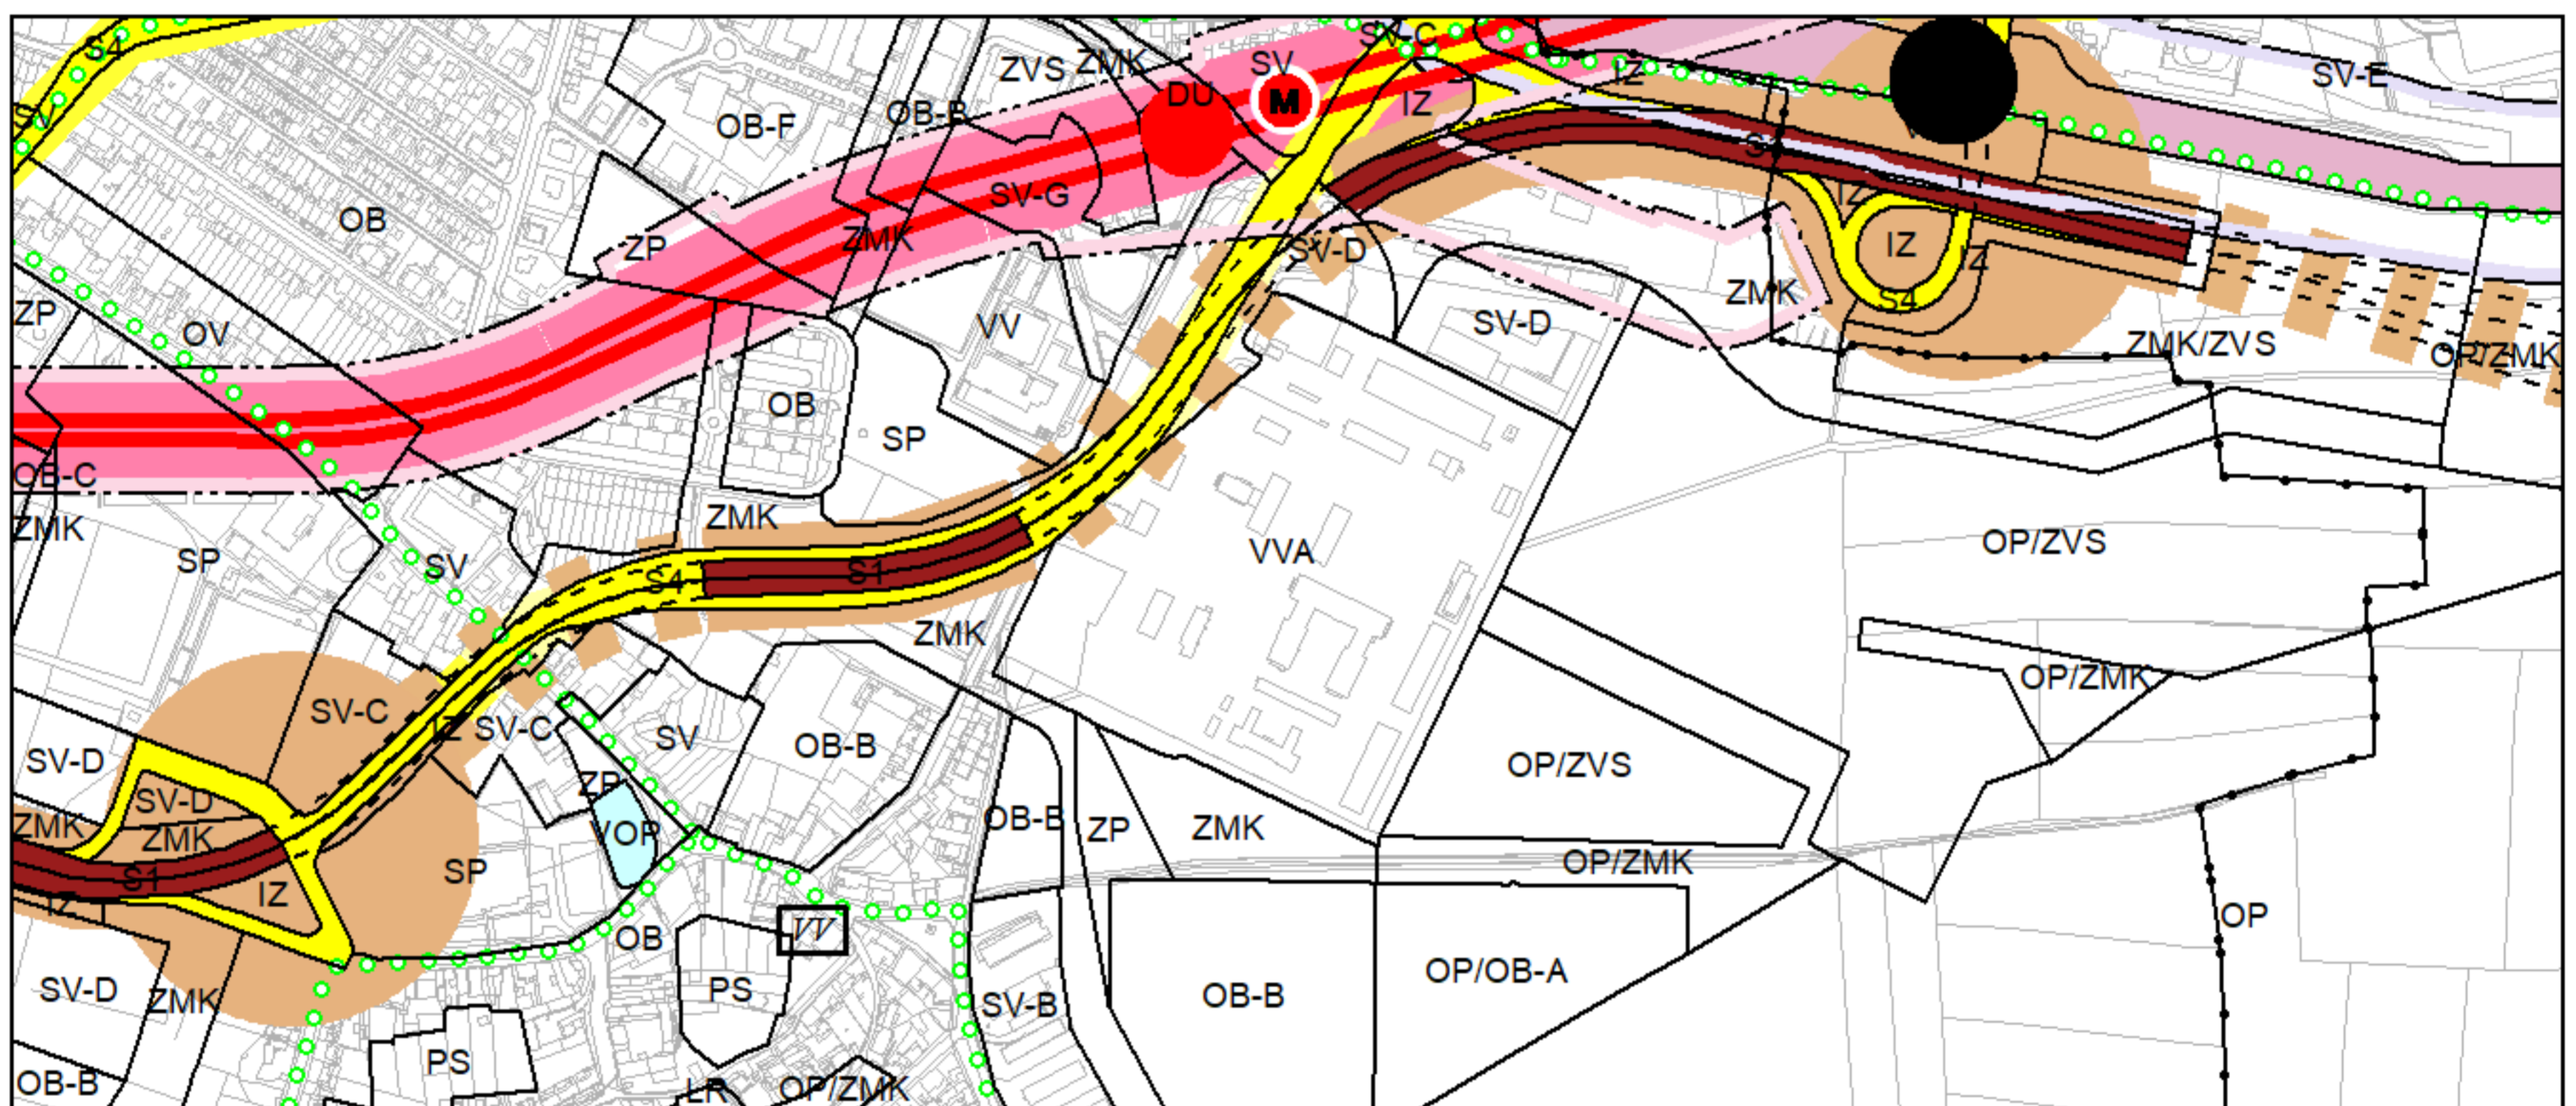 SV-C
S4
ZVS
ZMK
SV
IZ
SV-E
DU
M
IZ
OB-F
OB-B
SV
OB
SV-G
IZ
ZP
ZMK
SV-D
IZ
IZ
ZMK
S4
ZP
OV
VV
SV-D
ZMK/ZVS
OP/ZMK
OB
SP
OB-C
ZMK
ZMK
SP
SV
VVA
OP/ZVS
S4
S1
ZMK
OP/ZMK
SV-C
IZ
SV-C
SV
OB-B
SV-D
OP/ZVS
ZP
SV-D
ZMK
ZMK
VOP
OB-B
ZP
ZMK
SP
OP/ZMK
S1
IZ
IZ
OP
VV
OB
SV-D
ZMK
PS
SV-B
OB-B
OP/OB-A
PS
OB-B
LR
OP/ZMK